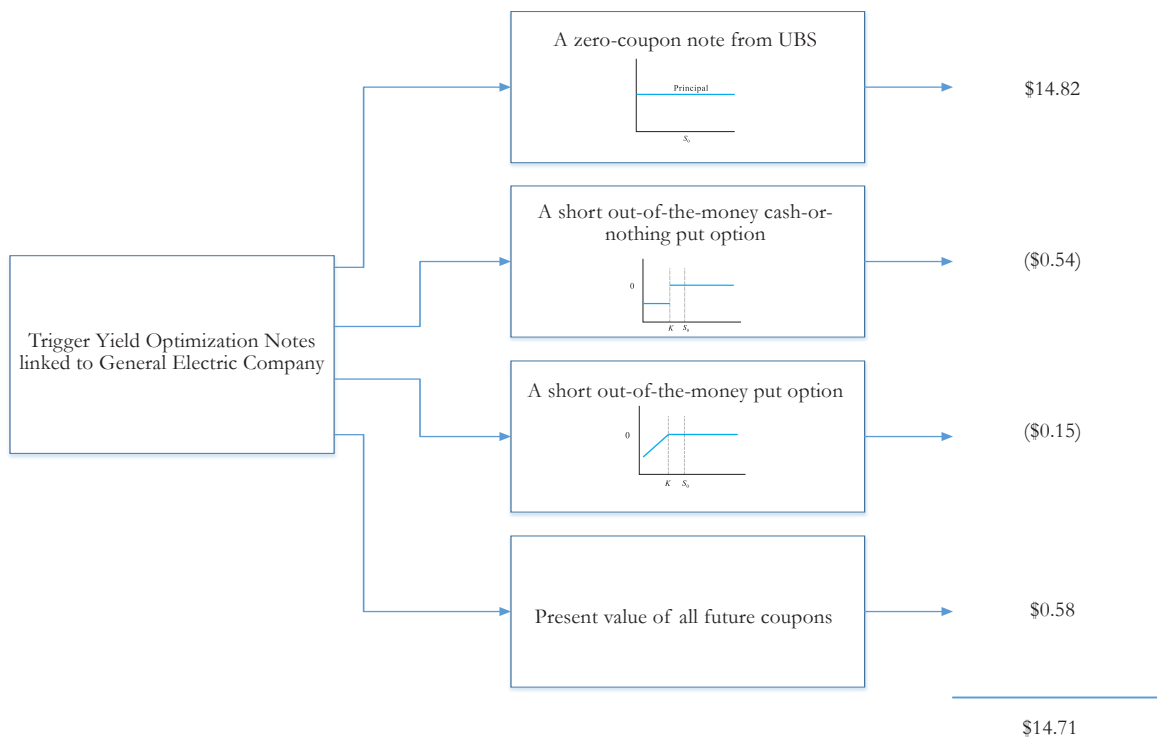 A zero-coupon note from UBS
Principal
S₀
$14.82
A short out-of-the-money cash-or-
nothing put option
0
K
S₀
($0.54)
Trigger Yield Optimization Notes
linked to General Electric Company
A short out-of-the-money put option
0
K
S₀
($0.15)
Present value of all future coupons
$0.58
$14.71